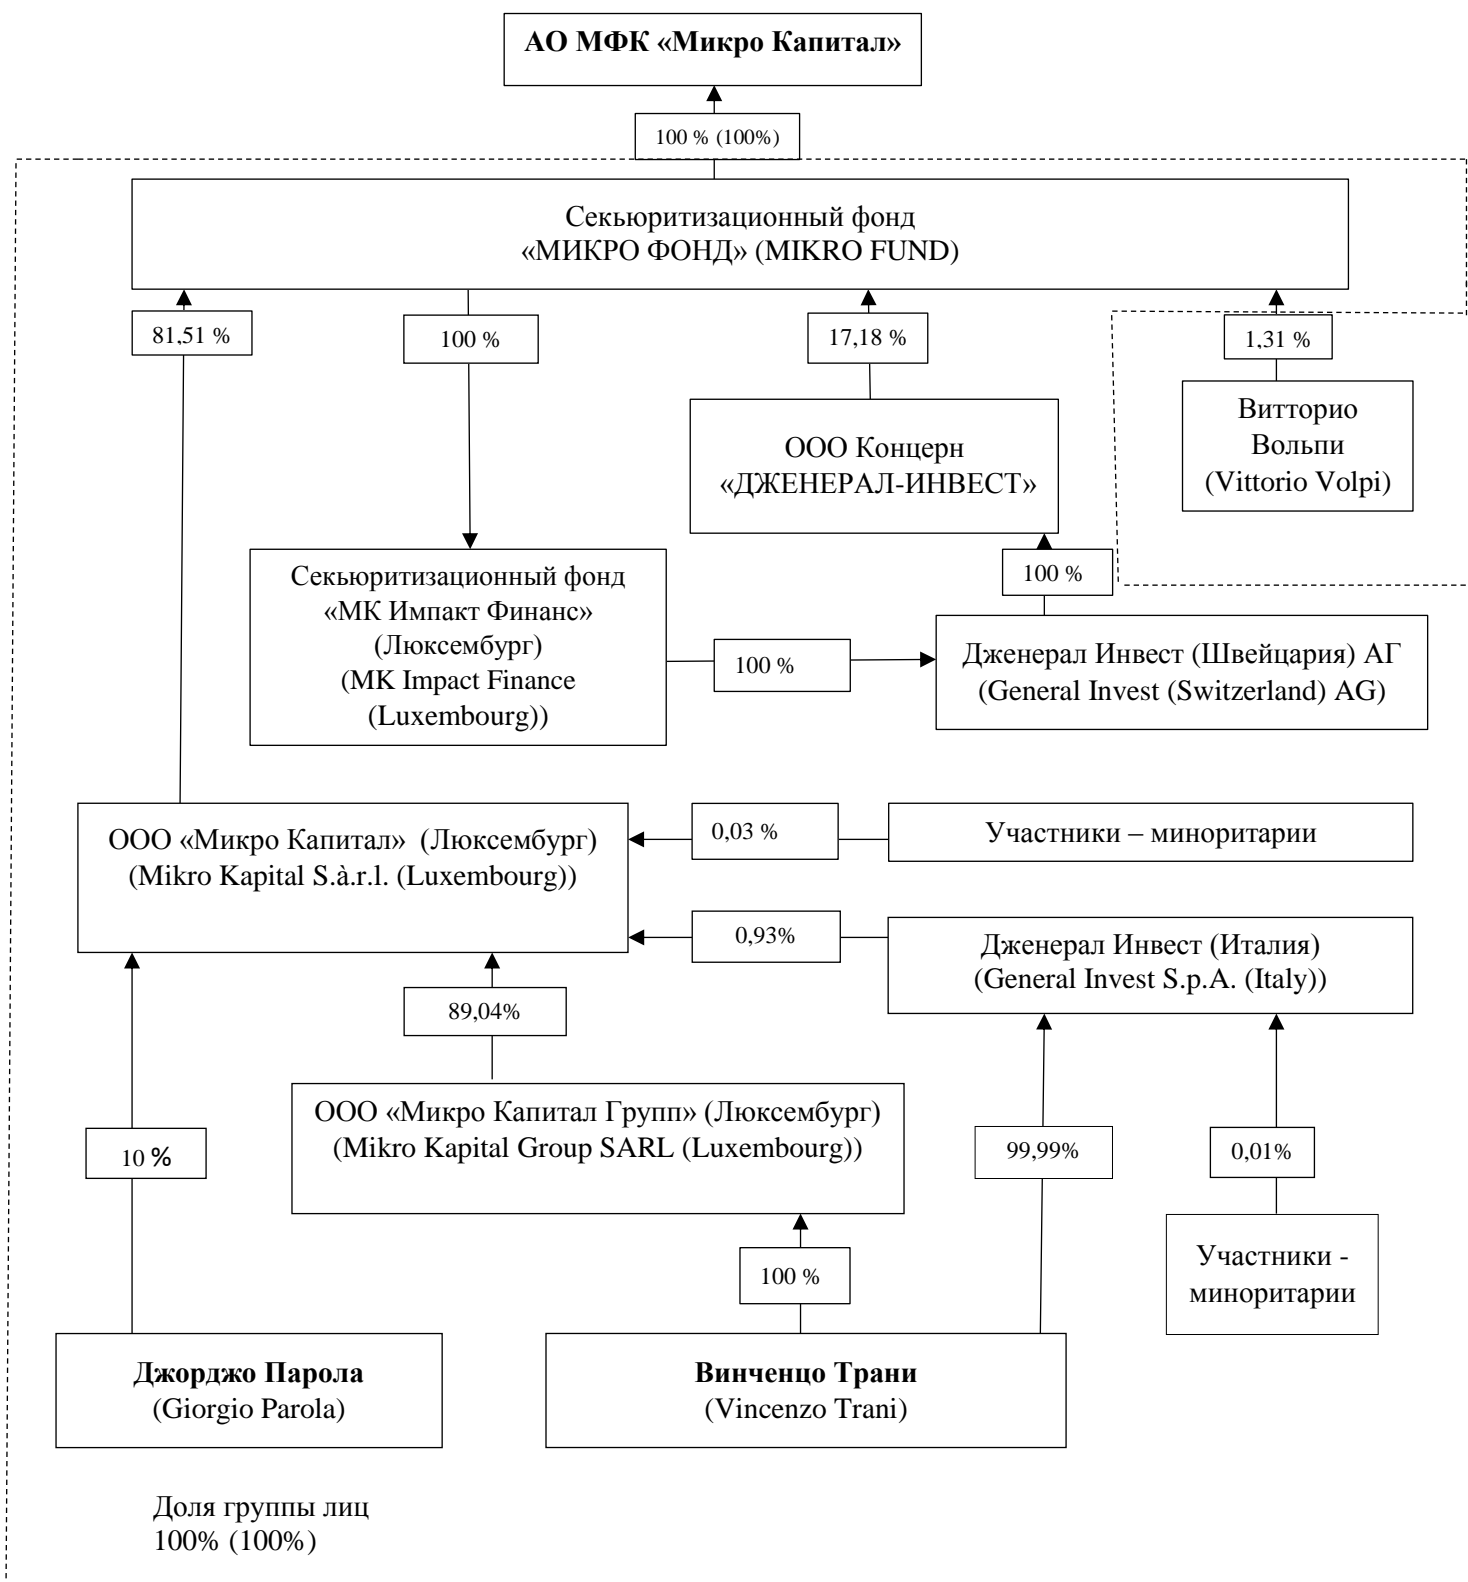 АО МФК «Микро Капитал»
100 % (100%)
Секьюритизационный фонд
«МИКРО ФОНД» (MIKRO FUND)
81,51 %
100 %
17,18 %
1,31 %
ООО Концерн
«ДЖЕНЕРАЛ-ИНВЕСТ»
Витторио
Вольпи
(Vittorio Volpi)
Секьюритизационный фонд
«МК Импакт Финанс»
(Люксембург)
(MK Impact Finance
(Luxembourg))
100 %
100 %
Дженерал Инвест (Швейцария) АГ
(General Invest (Switzerland) AG)
ООО «Микро Капитал» (Люксембург)
(Mikro Kapital S.à.r.l. (Luxembourg))
0,03 %
Участники – миноритарии
0,93%
Дженерал Инвест (Италия)
(General Invest S.p.A. (Italy))
89,04%
ООО «Микро Капитал Групп» (Люксембург)
(Mikro Kapital Group SARL (Luxembourg))
10 %
99,99%
0,01%
100 %
Участники -
миноритарии
Джорджо Парола
(Giorgio Parola)
Винченцо Трани
(Vincenzo Trani)
Доля группы лиц
100% (100%)